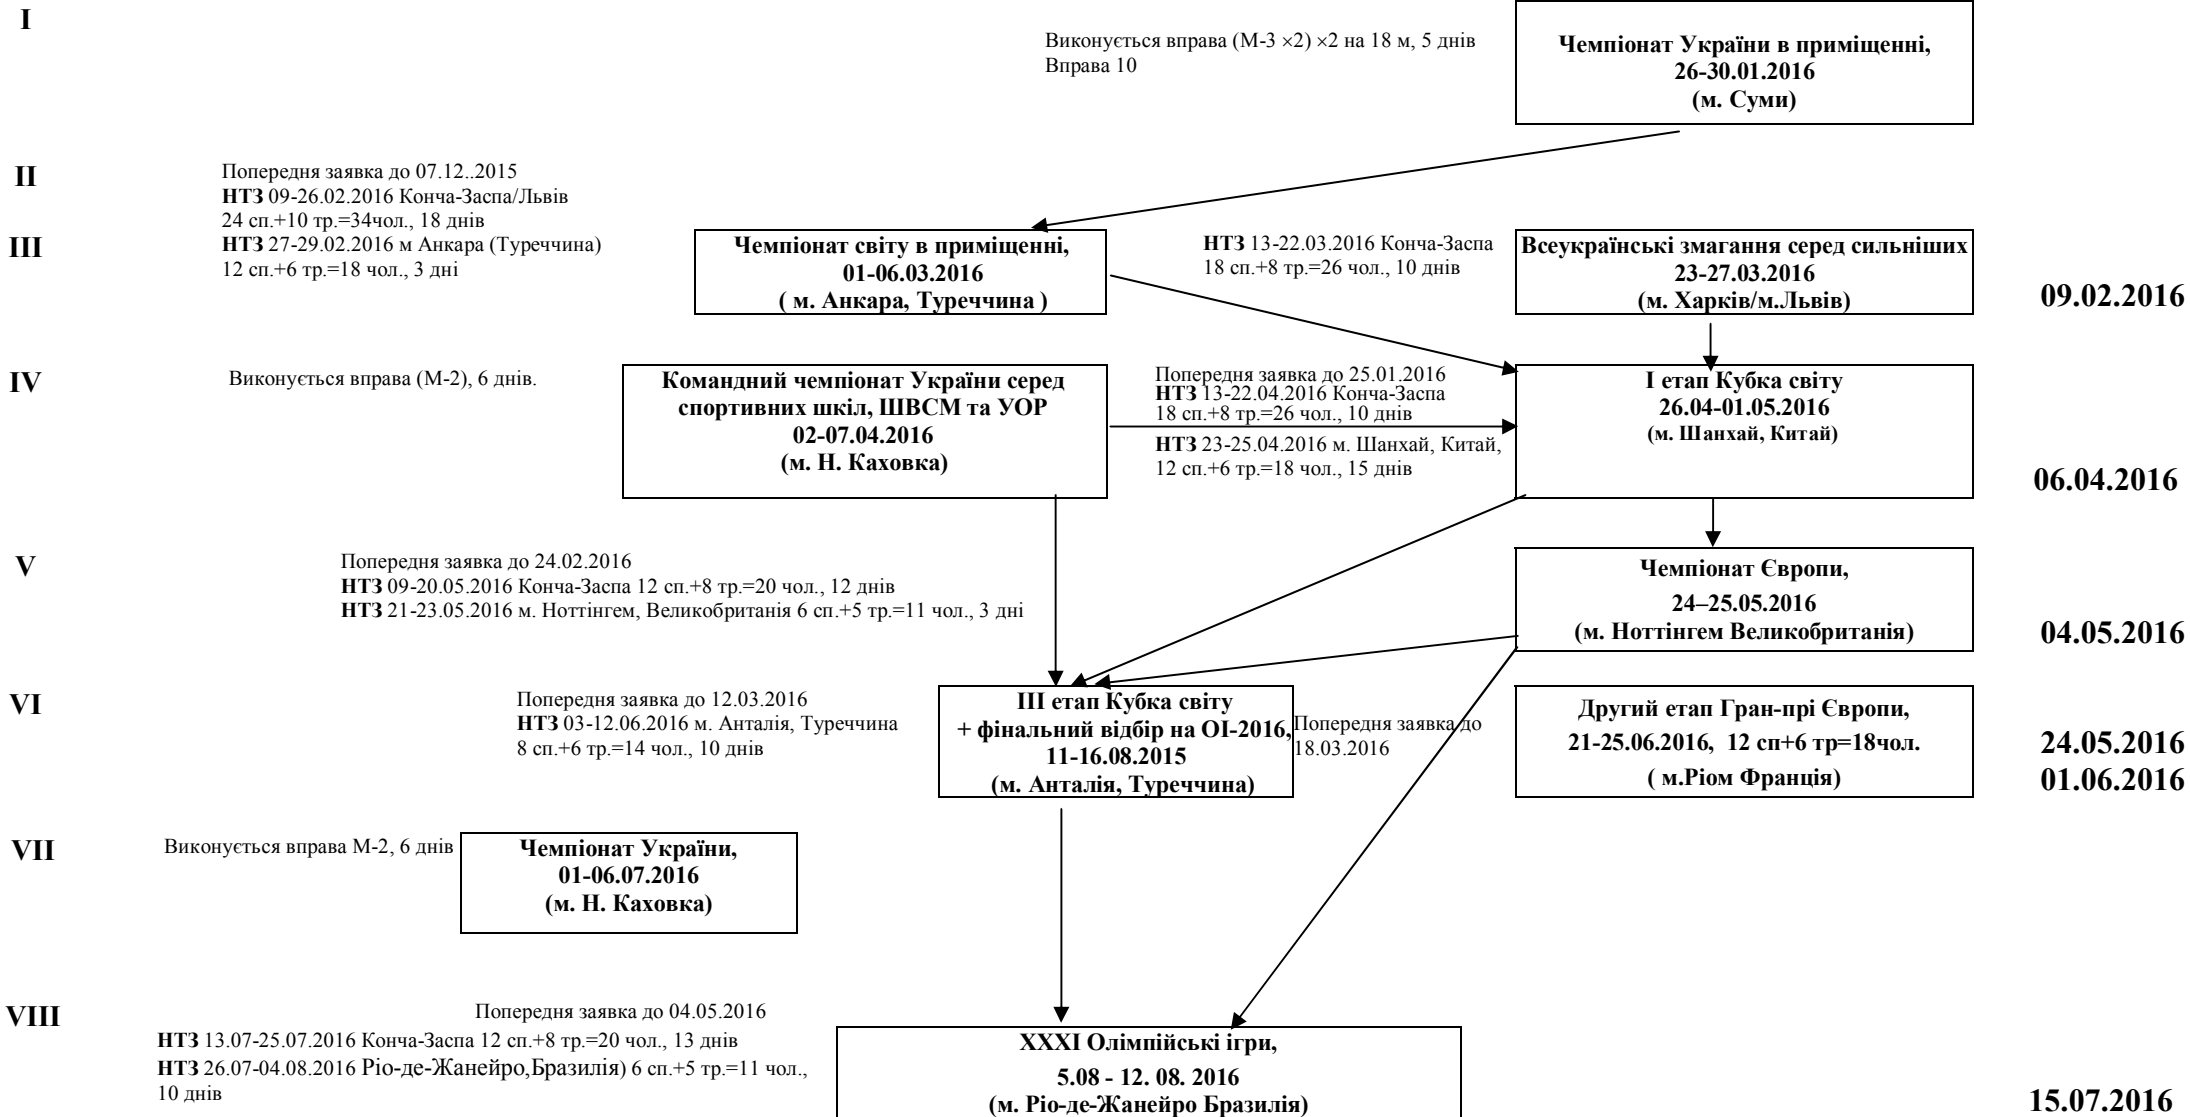 I
Виконується вправа (М-3 ×2) ×2 на 18 м, 5 днів
Вправа 10
Чемпіонат України в приміщенні,
26-30.01.2016
(м. Суми)
II
Попередня заявка до 07.12..2015
НТЗ 09-26.02.2016 Конча-Заспа/Львів
24 сп.+10 тр.=34чол., 18 днів
III
НТЗ 27-29.02.2016 м Анкара (Туреччина)
12 сп.+6 тр.=18 чол., 3 дні
Чемпіонат світу в приміщенні,
01-06.03.2016
( м. Анкара, Туреччина )
НТЗ 13-22.03.2016 Конча-Заспа
18 сп.+8 тр.=26 чол., 10 днів
Всеукраїнські змагання серед сильніших
23-27.03.2016
(м. Харків/м.Львів)
09.02.2016
IV
Виконується вправа (М-2), 6 днів.
Командний чемпіонат України серед
спортивних шкіл, ШВСМ та УОР
02-07.04.2016
(м. Н. Каховка)
Попередня заявка до 25.01.2016
НТЗ 13-22.04.2016 Конча-Заспа
18 сп.+8 тр.=26 чол., 10 днів
НТЗ 23-25.04.2016 м. Шанхай, Китай,
12 сп.+6 тр.=18 чол., 15 днів
І етап Кубка світу
26.04-01.05.2016
(м. Шанхай, Китай)
06.04.2016
V
Попередня заявка до 24.02.2016
НТЗ 09-20.05.2016 Конча-Заспа 12 сп.+8 тр.=20 чол., 12 днів
НТЗ 21-23.05.2016 м. Ноттінгем, Великобританія 6 сп.+5 тр.=11 чол., 3 дні
Чемпіонат Європи,
24–25.05.2016
(м. Ноттінгем Великобританія)
04.05.2016
VI
Попередня заявка до 12.03.2016
НТЗ 03-12.06.2016 м. Анталія, Туреччина
8 сп.+6 тр.=14 чол., 10 днів
ІІІ етап Кубка світу
+ фінальний відбір на ОІ-2016,
11-16.08.2015
(м. Анталія, Туреччина)
Попередня заявка до
18.03.2016
Другий етап Гран-прі Європи,
21-25.06.2016, 12 сп+6 тр=18чол.
( м.Ріом Франція)
24.05.2016
01.06.2016
VII
Виконується вправа М-2, 6 днів
Чемпіонат України,
01-06.07.2016
(м. Н. Каховка)
VIII
Попередня заявка до 04.05.2016
НТЗ 13.07-25.07.2016 Конча-Заспа 12 сп.+8 тр.=20 чол., 13 днів
НТЗ 26.07-04.08.2016 Ріо-де-Жанейро,Бразилія) 6 сп.+5 тр.=11 чол.,
10 днів
ХХХІ Олімпійські ігри,
5.08 - 12. 08. 2016
(м. Ріо-де-Жанейро Бразилія)
15.07.2016